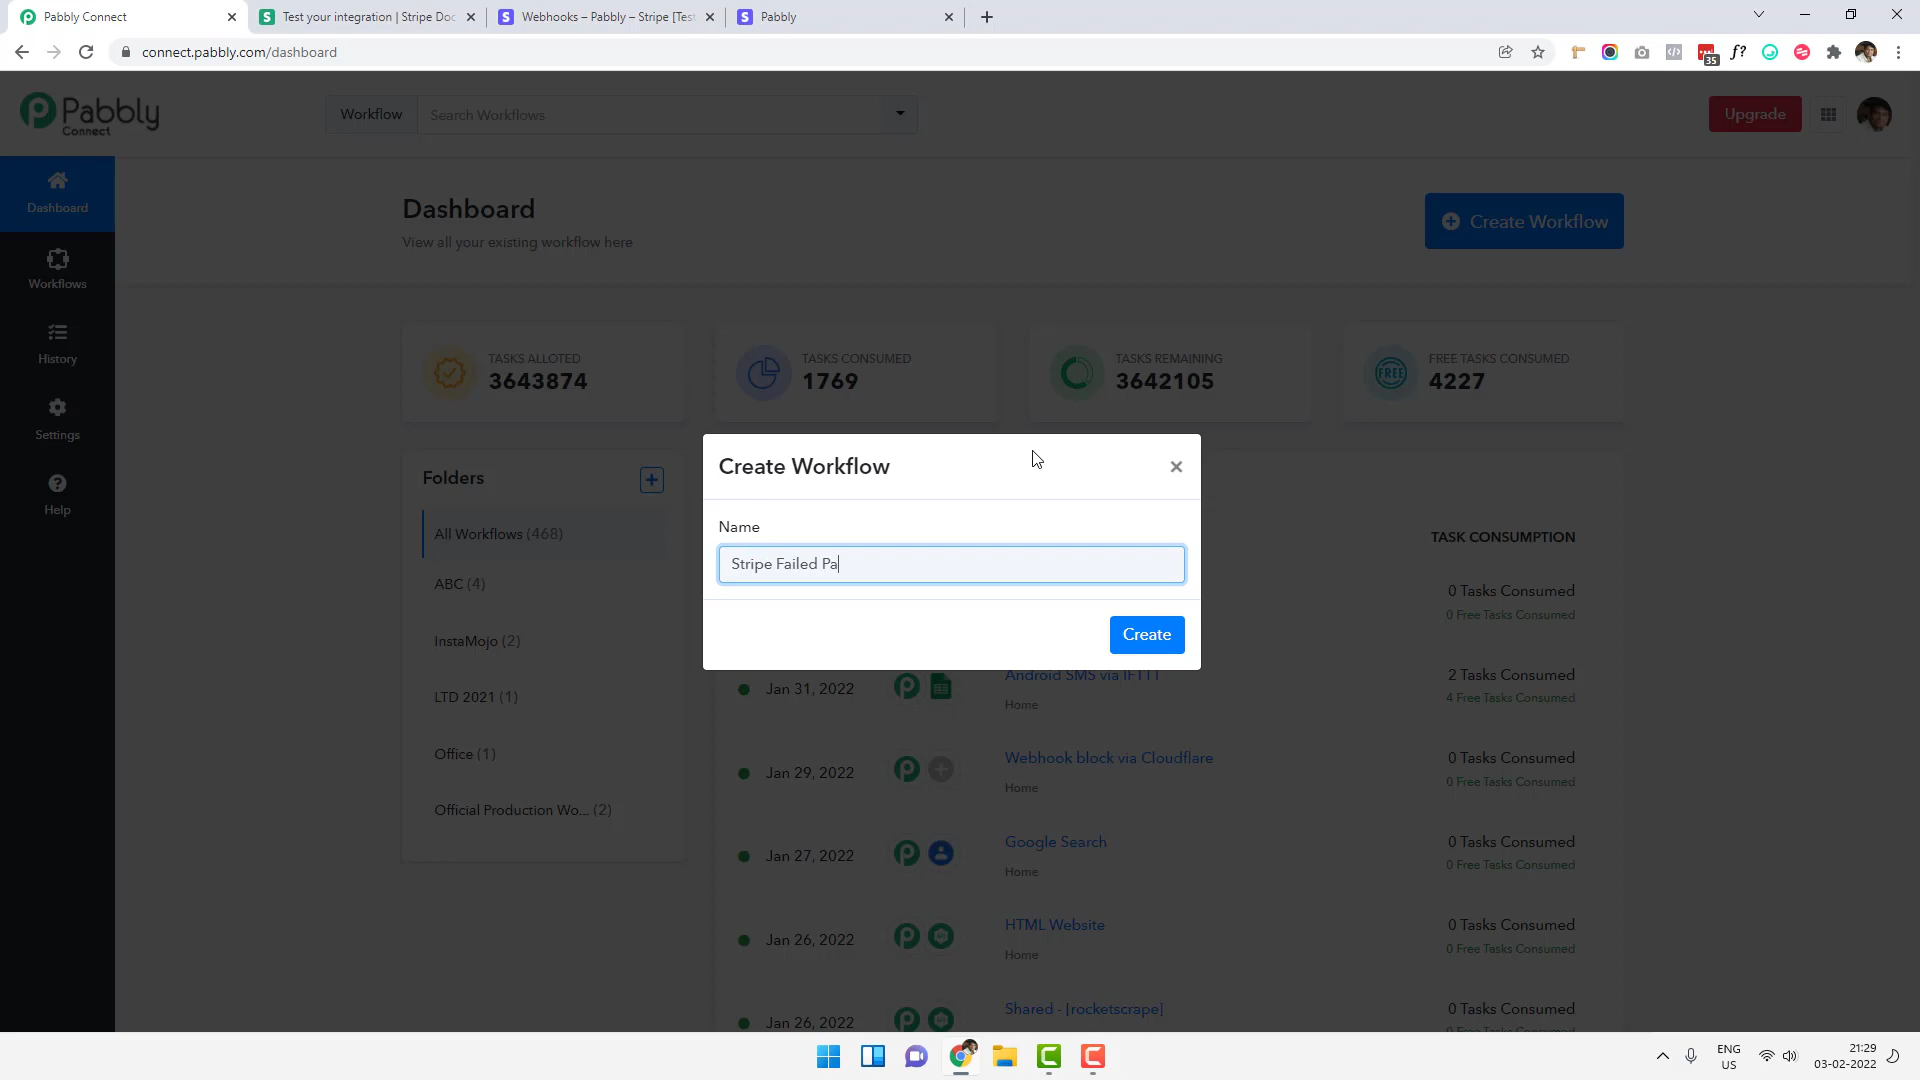 Pabbly Connect
Test your integration | Stripe Doc
Webhooks – Pabbly – Stripe [Test
Pabbly
connect.pabbly.com/dashboard
35
f?
Pabbly
Connect
Workflow
Search Workflows
Upgrade
Dashboard
Workflows
History
Settings
Help
Dashboard
View all your existing workflow here
Create Workflow
TASKS ALLOTED
3643874
TASKS CONSUMED
1769
TASKS REMAINING
3642105
FREE
FREE TASKS CONSUMED
4227
Folders
All Workflows (468)
ABC (4)
InstaMojo (2)
LTD 2021 (1)
Office (1)
Official Production Wo... (2)
Create Workflow
Name
Stripe Failed Pa
Create
TASK CONSUMPTION
0 Tasks Consumed
0 Free Tasks Consumed
Jan 31, 2022
Android SMS via IFTTT
Home
2 Tasks Consumed
4 Free Tasks Consumed
Jan 29, 2022
Webhook block via Cloudflare
Home
0 Tasks Consumed
0 Free Tasks Consumed
Jan 27, 2022
Google Search
Home
0 Tasks Consumed
0 Free Tasks Consumed
Jan 26, 2022
HTML Website
Home
0 Tasks Consumed
0 Free Tasks Consumed
Jan 26, 2022
Shared - [rocketscrape]
0 Tasks Consumed
0 Free Tasks Consumed
ENG
US
21:29
03-02-2022